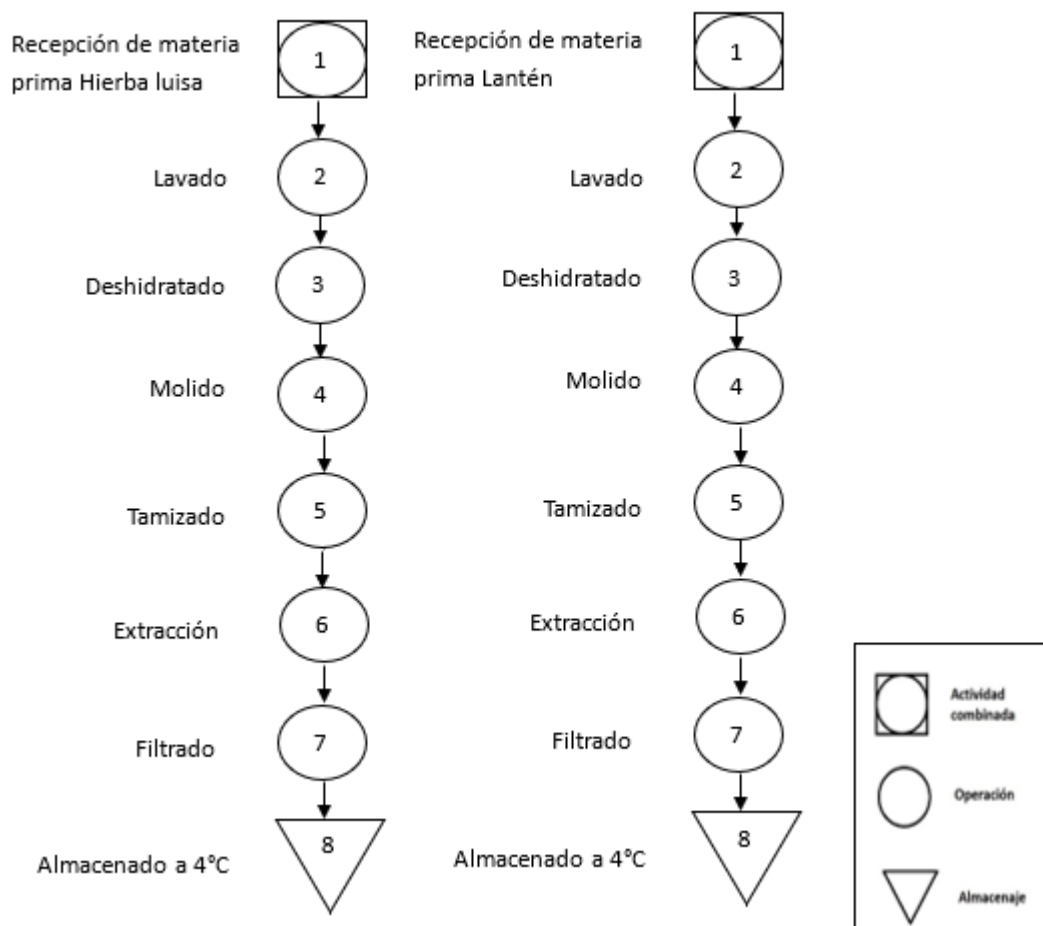 Recepción de materia
prima Hierba luisa
1
Lavado
2
Deshidratado
3
Molido
4
Tamizado
5
Extracción
6
Filtrado
7
Almacenado a 4°C
8
Recepción de materia
prima Lantén
1
Lavado
2
Deshidratado
3
Molido
4
Tamizado
5
Extracción
6
Filtrado
7
Almacenado a 4°C
8
Actividad
combinada
Operación
Almacenaje